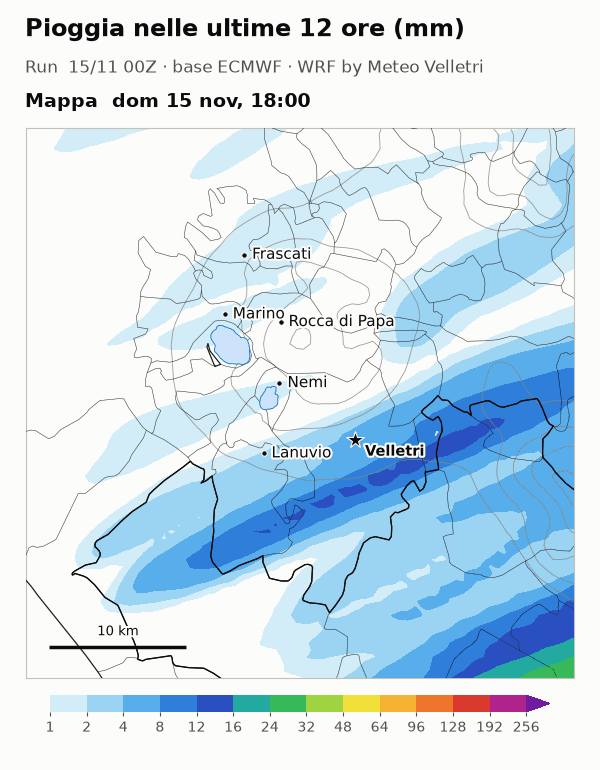 Pioggia nelle ultime 12 ore (mm)
Run 15/11 00Z · base ECMWF · WRF by Meteo Velletri
Mappa dom 15 nov, 18:00
Frascati
Marino
Rocca di Papa
Nemi
Velletri
Lanuvio
10 km
1 2 4 8 12 16 24 32 40 48 64 96 128 192 256